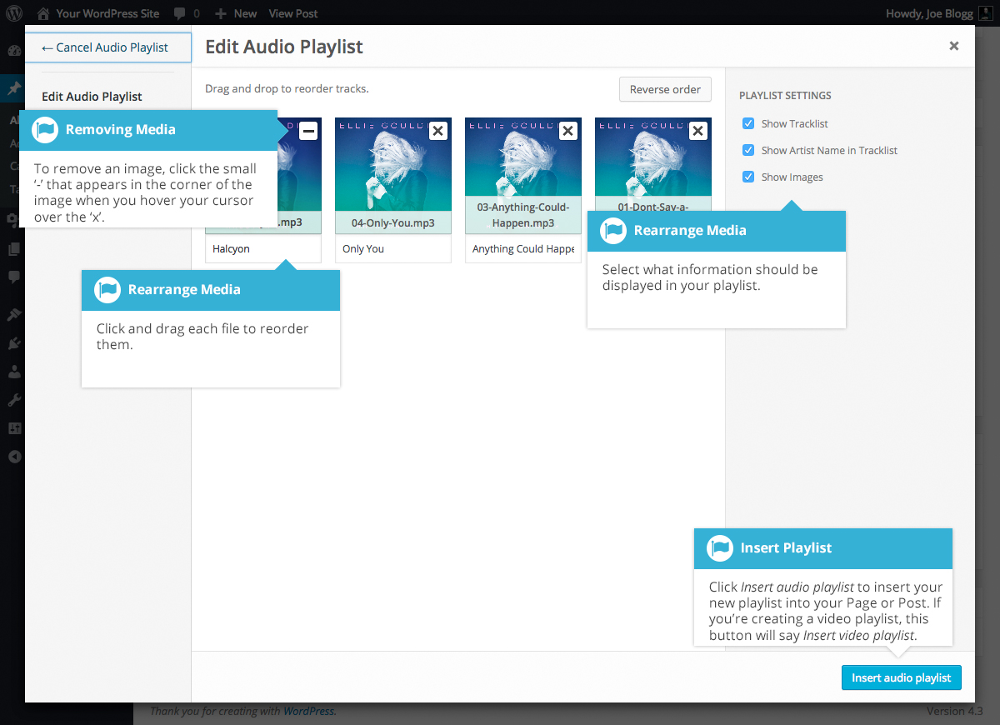 Your WordPress Site 0 New View Post Howdy, Joe Blogg
← Cancel Audio Playlist
Edit Audio Playlist
Edit Audio Playlist
Drag and drop to reorder tracks.
Reverse order
Removing Media
To remove an image, click the small
‘-’ that appears in the corner of the
image when you hover your cursor
over the ‘x’.
ELLIE GOULDI
ELLIE GOULDI
ELLIE GOULDI
.mp3
Halcyon
04-Only-You.mp3
Only You
03-Anything-Could-
Happen.mp3
Anything Could Happe
01-Dont-Say-a-
Rearrange Media
Click and drag each file to reorder
them.
PLAYLIST SETTINGS
Show Tracklist
Show Artist Name in Tracklist
Show Images
Rearrange Media
Select what information should be
displayed in your playlist.
Insert Playlist
Click Insert audio playlist to insert your
new playlist into your Page or Post. If
you’re creating a video playlist, this
button will say Insert video playlist.
Insert audio playlist
Thank you for creating with WordPress.
Version 4.3